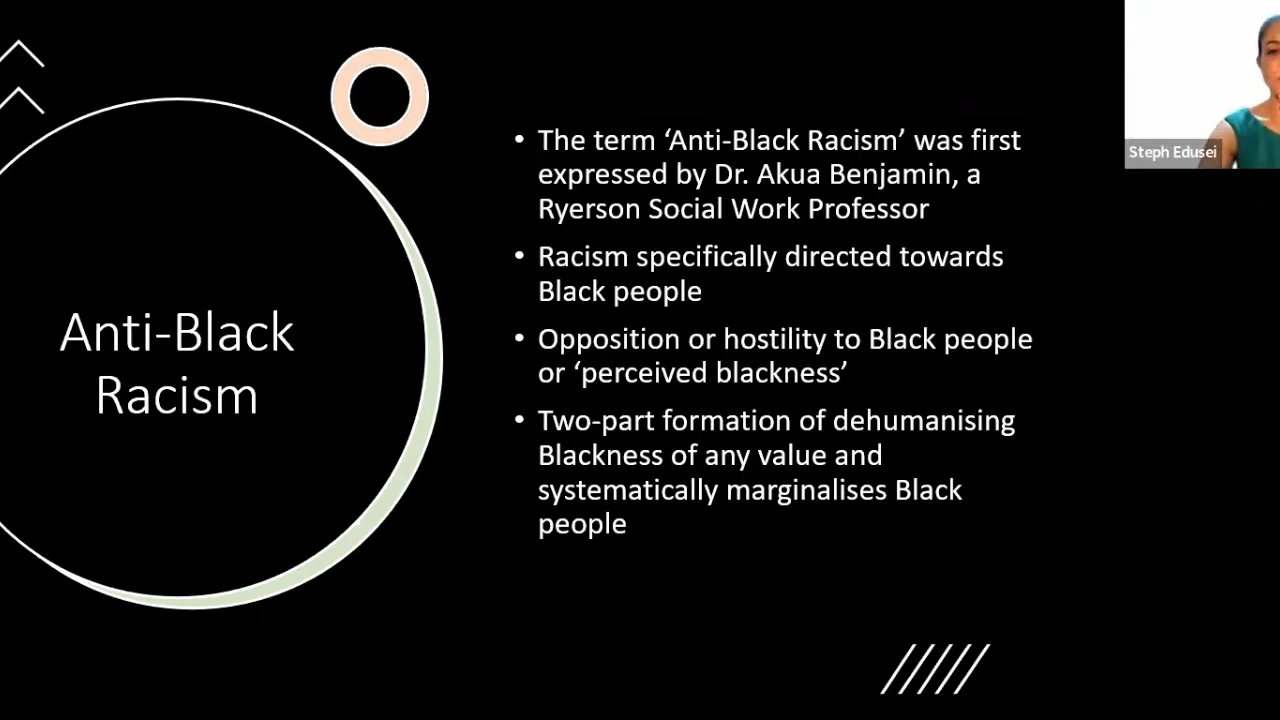 Anti-Black
Racism
• The term ‘Anti-Black Racism’ was first
expressed by Dr. Akua Benjamin, a
Ryerson Social Work Professor
• Racism specifically directed towards
Black people
• Opposition or hostility to Black people
or ‘perceived blackness’
• Two-part formation of dehumanising
Blackness of any value and
systematically marginalises Black
people
Steph Edusei